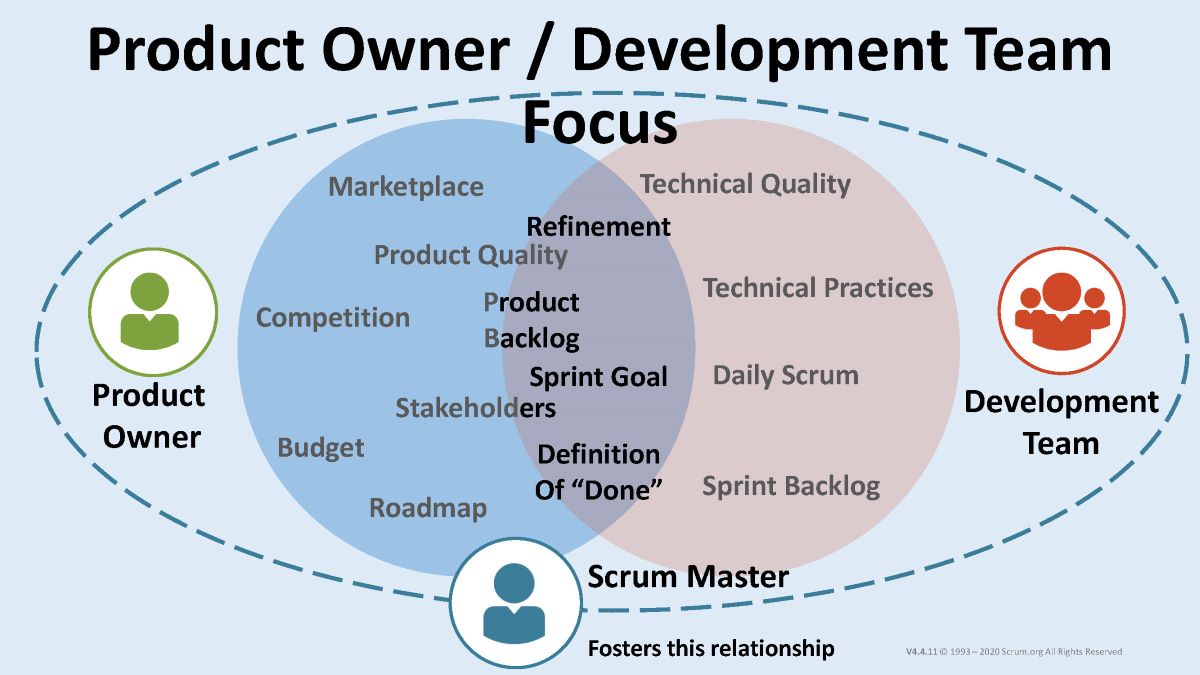 Product Owner / Development Team
Focus
Marketplace
Technical Quality
Refinement
Product Quality
Technical Practices
Product
Backlog
Competition
Sprint Goal
Daily Scrum
Stakeholders
Product
Owner
Development
Team
Budget
Definition
Of “Done”
Sprint Backlog
Roadmap
Scrum Master
Fosters this relationship
V4.4.11 © 1993 – 2020 Scrum.org All Rights Reserved